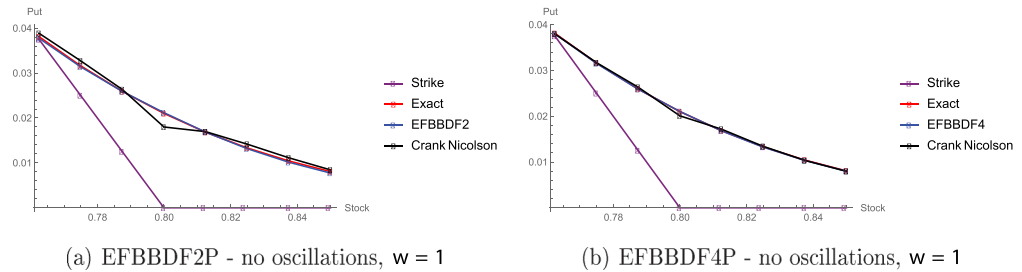 Put
0.04
0.03
0.02
0.01
0.78
0.80
0.82
0.84
Stock
Strike
Exact
EFBBDF2
Crank Nicolson
(a) EFBBDF2P - no oscillations, w = 1
Put
0.04
0.03
0.02
0.01
0.78
0.80
0.82
0.84
Stock
Strike
Exact
EFBBDF4
Crank Nicolson
(b) EFBBDF4P - no oscillations, w = 1